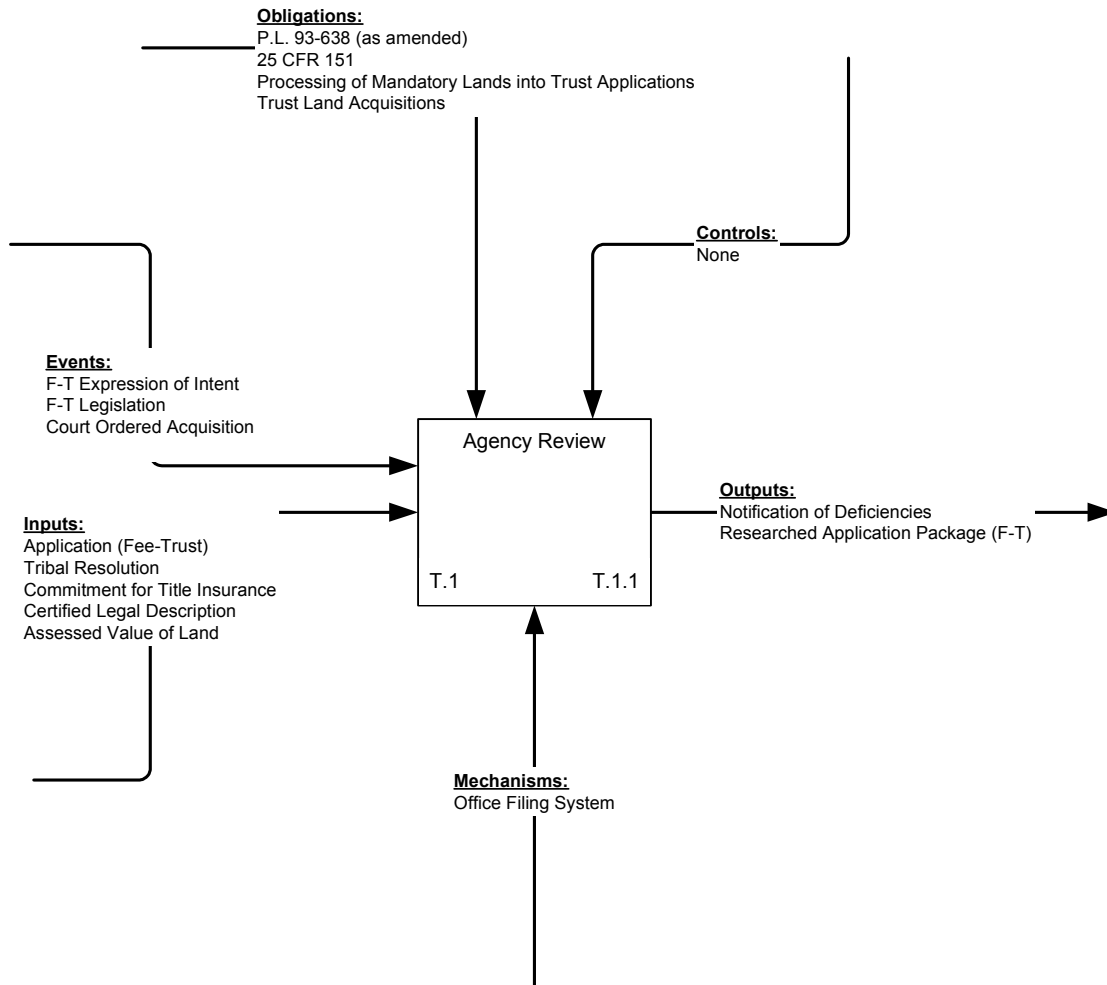 Obligations:
P.L. 93-638 (as amended)
25 CFR 151
Processing of Mandatory Lands into Trust Applications
Trust Land Acquisitions
Controls:
None
Events:
F-T Expression of Intent
F-T Legislation
Court Ordered Acquisition
Agency Review
T.1
T.1.1
Inputs:
Application (Fee-Trust)
Tribal Resolution
Commitment for Title Insurance
Certified Legal Description
Assessed Value of Land
Outputs:
Notification of Deficiencies
Researched Application Package (F-T)
Mechanisms:
Office Filing System